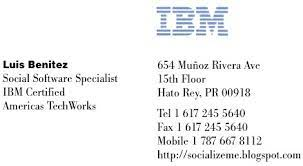 IBM
Luis Benitez
Social Software Specialist
IBM Certified
Americas TechWorks
654 Muñoz Rivera Ave
15th Floor
Hato Rey, PR 00918
Tel 1 617 245 5640
Fax 1 617 245 5640
Mobile 1 787 667 8112
http://socializeme.blogspot.com